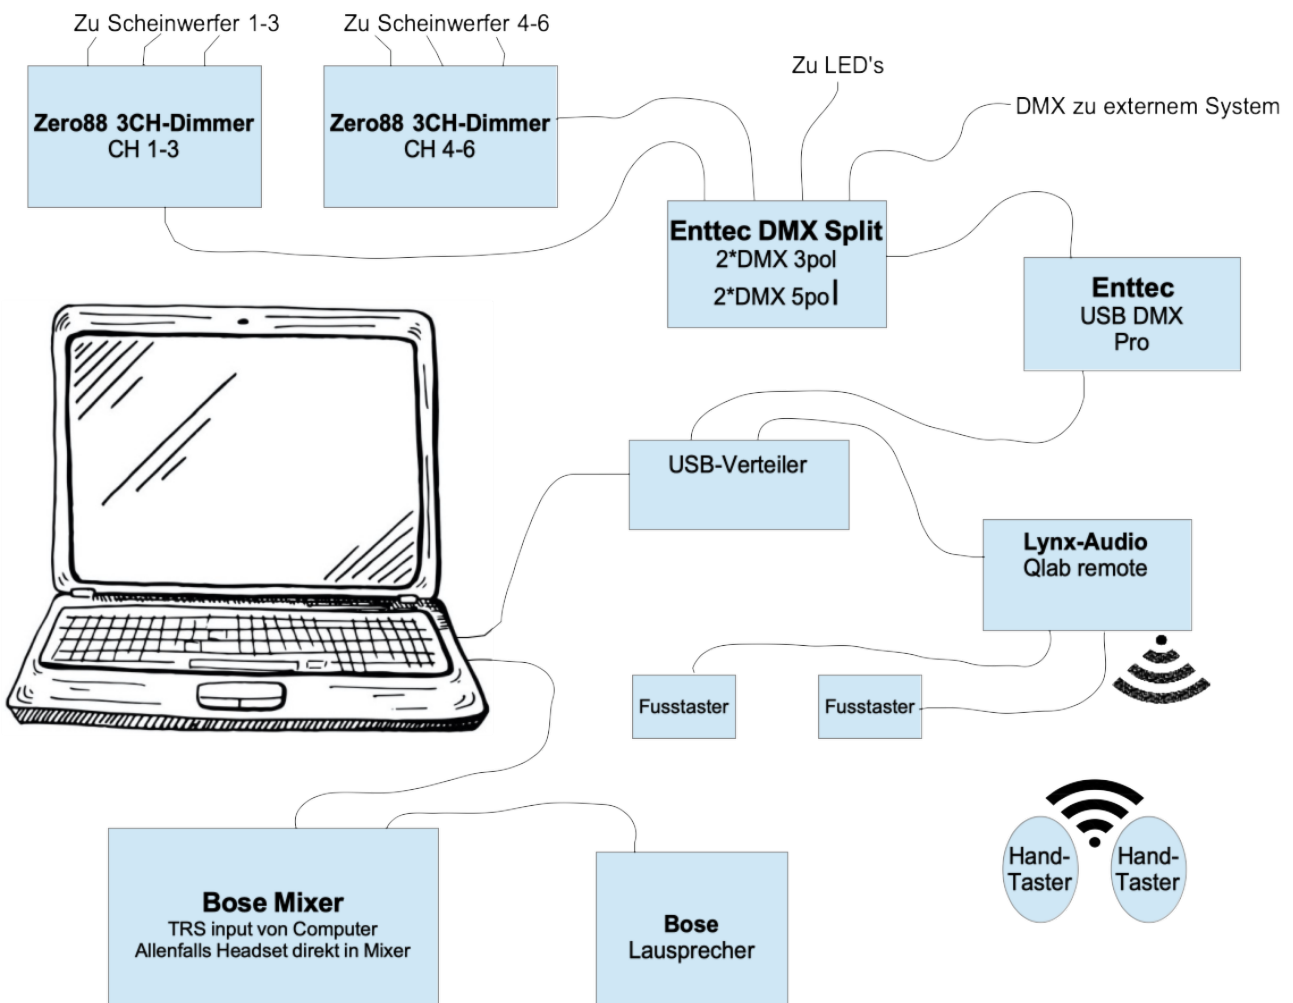 Zu Scheinwerfer 1-3
Zu Scheinwerfer 4-6
Zu LED's
DMX zu externem System
Zero88 3CH-Dimmer
CH 1-3
Zero88 3CH-Dimmer
CH 4-6
Enttec DMX Split
2*DMX 3pol
2*DMX 5pol
Enttec
USB DMX
Pro
USB-Verteiler
Lynx-Audio
Qlab remote
Fusstaster
Fusstaster
Hand-
Taster
Hand-
Taster
Bose Mixer
TRS input von Computer
Allenfalls Headset direkt in Mixer
Bose
Lausprecher